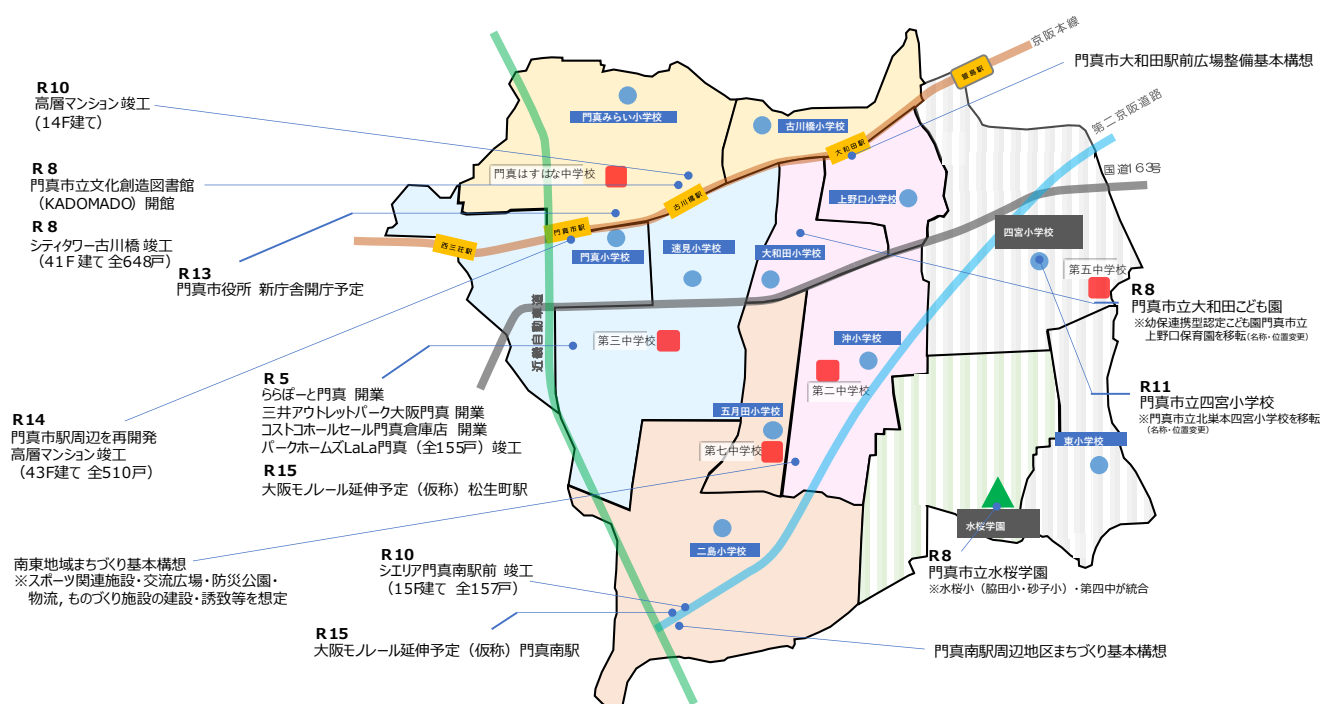 R10
高層マンション竣工
(14F建て)
R8
門真市立文化創造図書館
（KADOMADO）開館
R8
シティタワー古川橋 竣工
（41F建て 全648戸）
R13
門真市役所 新庁舎開庁予定
R5
ららぽーと門真 開業
三井アウトレットパーク大阪門真 開業
コストコホールセール門真倉庫店 開業
パークホームズLaLa門真（全155戸）竣工
R15
大阪モノレール延伸予定（仮称）松生町駅
R14
門真市駅周辺を再開発
高層マンション竣工
（43F建て 全510戸）
南東地域まちづくり基本構想
※スポーツ関連施設・交流広場・防災公園・
物流，ものづくり施設の建設・誘致等を想定
R10
シエリア門真南駅前 竣工
（15F建て 全157戸）
R15
大阪モノレール延伸予定（仮称）門真南駅
門真みらい小学校
古川橋小学校
門真はすはな中学校
上野口小学校
門真小学校
速見小学校
大和田小学校
四宮小学校
第五中学校
第三中学校
沖小学校
第二中学校
五月田小学校
第七中学校
東小学校
二島小学校
水桜学園
西三荘駅
門真市駅
古川橋駅
大和田駅
萱島駅
京阪本線
第二京阪道路
国道163号
近畿自動車道
門真市大和田駅前広場整備基本構想
R8
門真市立大和田こども園
※幼保連携型認定こども園門真市立
上野口保育園を移転(名称・位置変更)
R11
門真市立四宮小学校
※門真市立北巣本四宮小学校を移転
(名称・位置変更)
R8
門真市立水桜学園
※水桜小（脇田小・砂子小）・第四中が統合
門真南駅周辺地区まちづくり基本構想